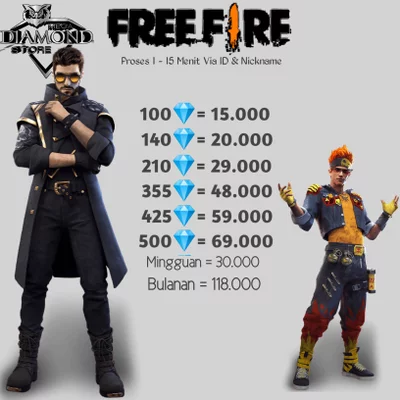 DIAMOND
STORE
FREE FIRE
Proses 1 - 15 Menit Via ID & Nickname
100💎= 15.000
140💎= 20.000
210💎= 29.000
355💎= 48.000
425💎= 59.000
500💎= 69.000
Mingguan = 30.000
Bulanan = 118.000